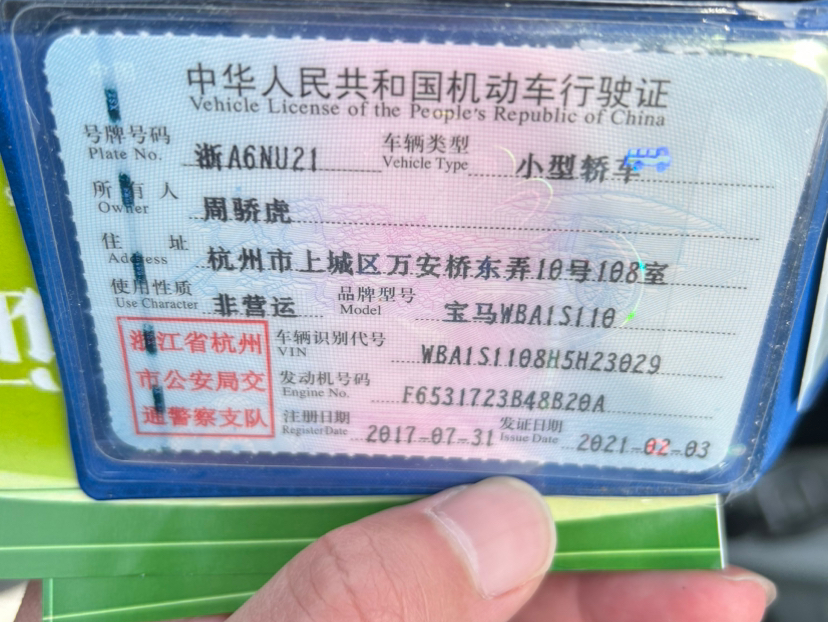 中华人民共和国机动车行驶证
Vehicle License of the People's Republic of China
号牌号码 浙A6NU21 车辆类型 小型轿车
Plate No. Vehicle Type
所有人 周骄虎
Owner
住址 杭州市上城区万安桥东弄10号108室
Address
使用性质 非营运 品牌型号 宝马WBA1S110
Use Character Model
车辆识别代号 WBA1S1108H5H23029
VIN
发动机号码 F6531723B48B20A
Engine No.
注册日期 2017-07-31 发证日期 2021-02-03
Register Date Issue Date
浙江省杭州
市公安局交
通警察支队